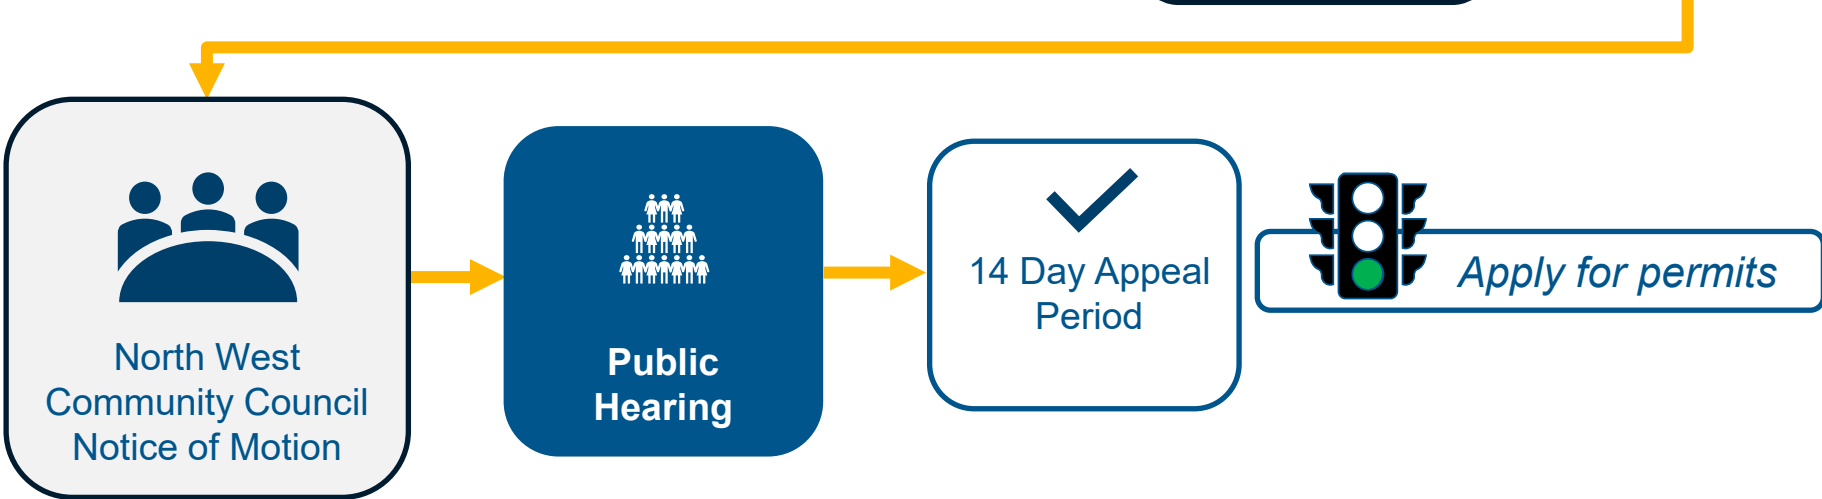 North West
Community Council
Notice of Motion
Public
Hearing
14 Day Appeal
Period
Apply for permits